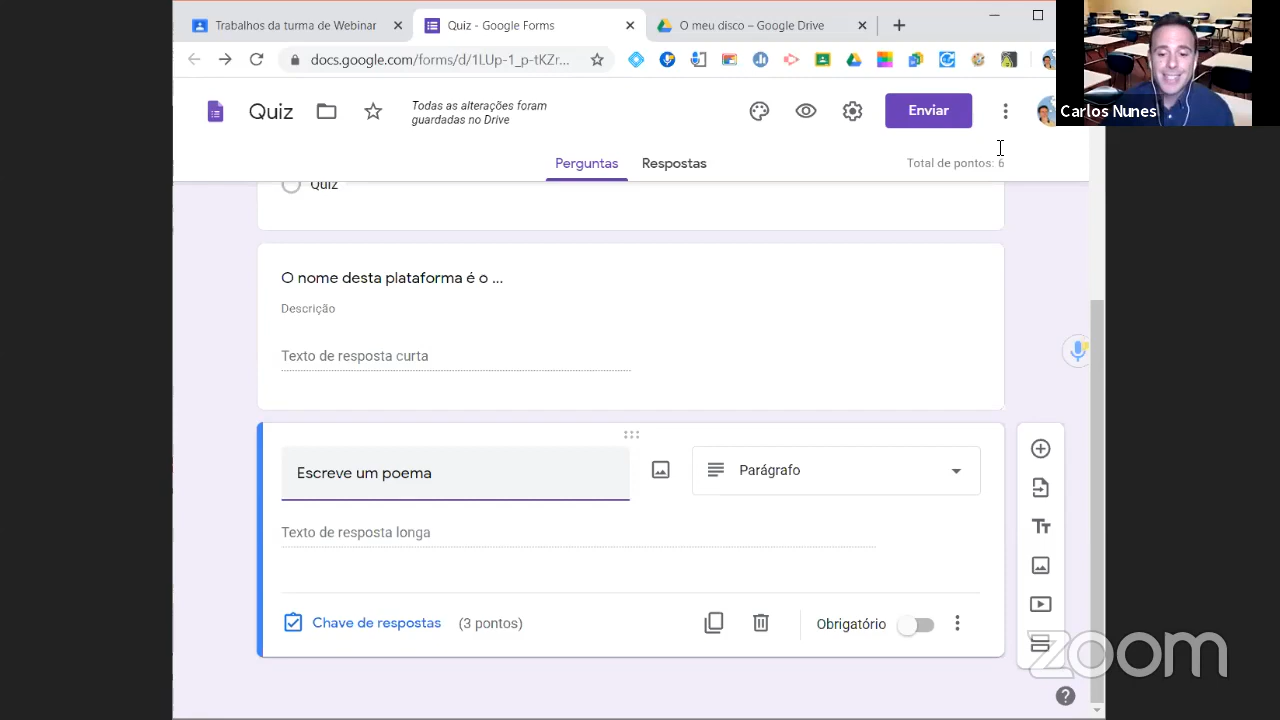 Trabalhos da turma de Webinar
Quiz - Google Forms
O meu disco – Google Drive
docs.google.com/forms/d/1Jp-1_p-tKZr...
Quiz
Todas as alterações foram
guardadas no Drive
Enviar
Carlos Nunes
Perguntas
Respostas
Total de pontos: 6
Quiz
O nome desta plataforma é o ...
Descrição
Texto de resposta curta
Escreve um poema
Parágrafo
Texto de resposta longa
Chave de respostas
(3 pontos)
Obrigatório
zoom